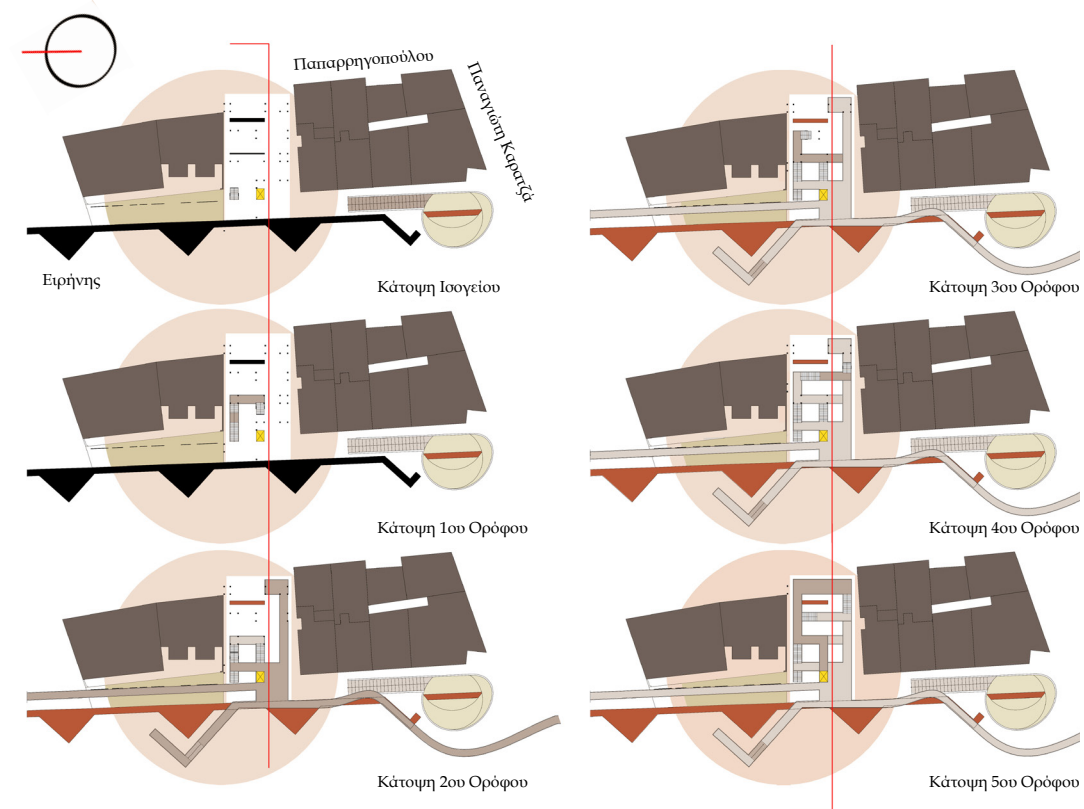 Παπαρρηγοπούλου
Παναγιώτη Καρατζά
Ειρήνης
Κάτοψη Ισογείου
Κάτοψη 3ου Ορόφου
Κάτοψη 1ου Ορόφου
Κάτοψη 4ου Ορόφου
Κάτοψη 2ου Ορόφου
Κάτοψη 5ου Ορόφου